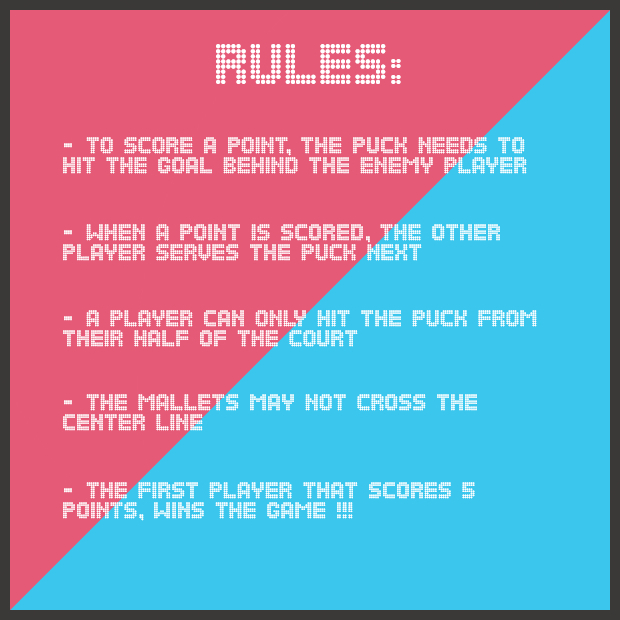 RULES:
- TO SCORE A POINT, THE PUCK NEEDS TO
HIT THE GOAL BEHIND THE ENEMY PLAYER
- WHEN A POINT IS SCORED, THE OTHER
PLAYER SERVES THE PUCK NEXT
- A PLAYER CAN ONLY HIT THE PUCK FROM
THEIR HALF OF THE COURT
- THE MALLETS MAY NOT CROSS THE
CENTER LINE
- THE FIRST PLAYER THAT SCORES 5
POINTS, WINS THE GAME !!!